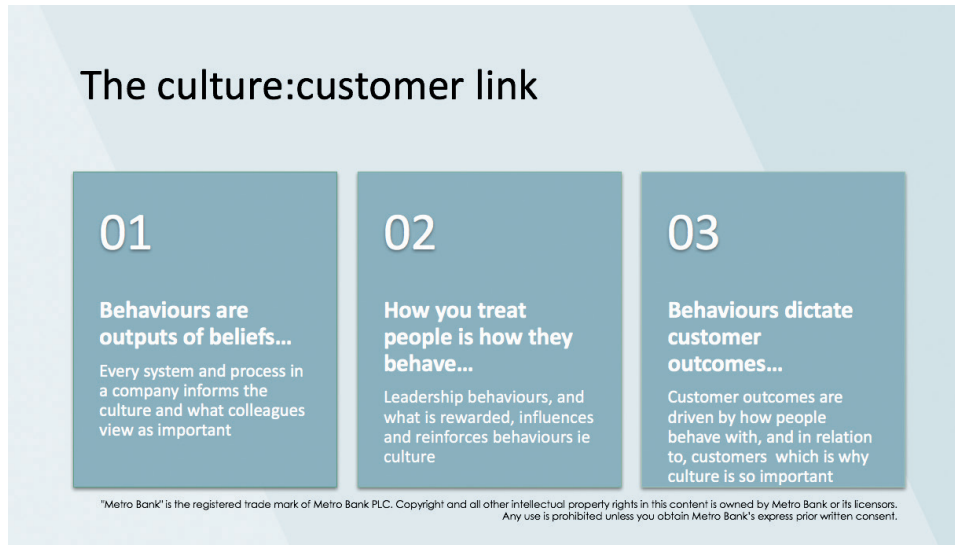 The culture:customer link
01
Behaviours are
outputs of beliefs...
Every system and process in
a company informs the
culture and what colleagues
view as important
02
How you treat
people is how they
behave...
Leadership behaviours, and
what is rewarded, influences
and reinforces behaviours ie
culture
03
Behaviours dictate
customer
outcomes...
Customer outcomes are
driven by how people
behave with, and in relation
to, customers  which is why
culture is so important
"Metro Bank" is the registered trade mark of Metro Bank PLC. Copyright and all other intellectual property rights in this content is owned by Metro Bank or its licensors.
Any use is prohibited unless you obtain Metro Bank's express prior written consent.